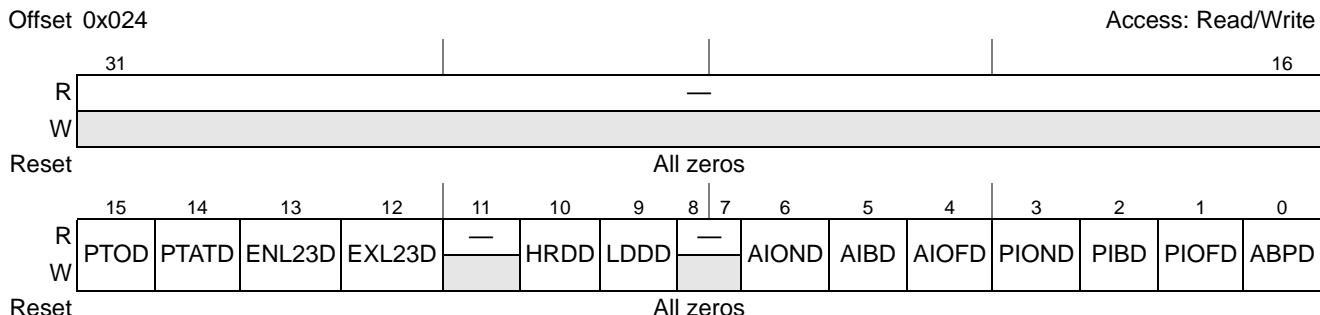 Offset 0x024 Access: Read/Write
31 16
R —
W
Reset All zeros
15 14 13 12 11 10 9 8 7 6 5 4 3 2 1 0
R PTOD PTATD ENL23D EXL23D — HRDD LDDD — AIOND AIBD AIOFD PIOND PIBD PIOFD ABPD
W
Reset All zeros